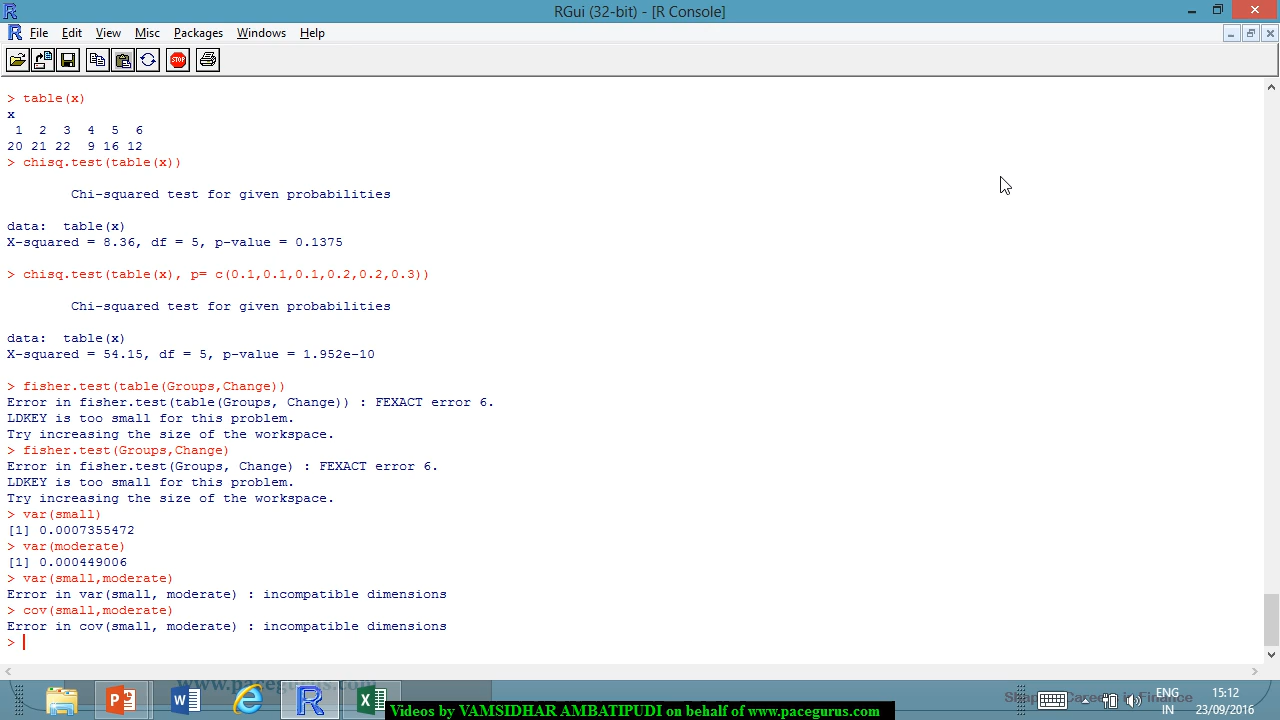 RGui (32-bit) - [R Console]
File Edit View Misc Packages Windows Help
STOP
> table(x)
x
 1  2  3  4  5  6
20 21 22  9 16 12
> chisq.test(table(x))
Chi-squared test for given probabilities
data:  table(x)
X-squared = 8.36, df = 5, p-value = 0.1375
> chisq.test(table(x), p= c(0.1,0.1,0.1,0.2,0.2,0.3))
Chi-squared test for given probabilities
data:  table(x)
X-squared = 54.15, df = 5, p-value = 1.952e-10
> fisher.test(table(Groups,Change))
Error in fisher.test(table(Groups, Change)) : FEXACT error 6.
LDKEY is too small for this problem.
Try increasing the size of the workspace.
> fisher.test(Groups,Change)
Error in fisher.test(Groups, Change) : FEXACT error 6.
LDKEY is too small for this problem.
Try increasing the size of the workspace.
> var(small)
[1] 0.0007355472
> var(moderate)
[1] 0.000449006
> var(small,moderate)
Error in var(small, moderate) : incompatible dimensions
> cov(small,moderate)
Error in cov(small, moderate) : incompatible dimensions
>
www.pacegurus.com
ENG
IN
15:12
23/09/2016
Videos by VAMSIDHAR AMBATIPUDI on behalf of www.pacegurus.com